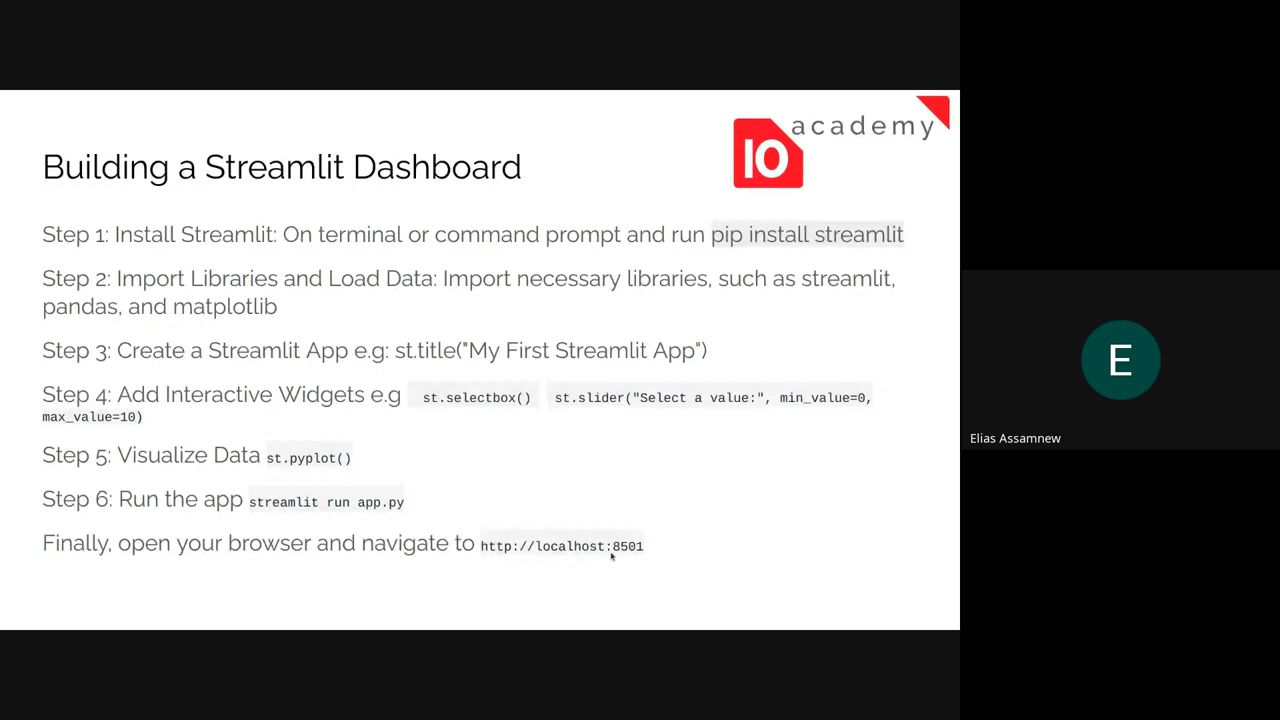 10 academy
Building a Streamlit Dashboard
Step 1: Install Streamlit: On terminal or command prompt and run pip install streamlit
Step 2: Import Libraries and Load Data: Import necessary libraries, such as streamlit,
pandas, and matplotlib
Step 3: Create a Streamlit App e.g: st.title("My First Streamlit App")
Step 4: Add Interactive Widgets e.g st.selectbox() st.slider("Select a value:", min_value=0,
max_value=10)
Step 5: Visualize Data st.pyplot()
Step 6: Run the app streamlit run app.py
Finally, open your browser and navigate to http://localhost:8501
E
Elias Assamnew